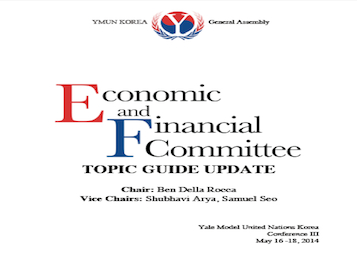 YMUN KOREA General Assembly
Economic
and
Financial
Committee
TOPIC GUIDE UPDATE
Chair: Ben Della Rocca
Vice Chairs: Shubhavi Arya, Samuel Seo
Yale Model United Nations Korea
Conference III
May 16 -18, 2014